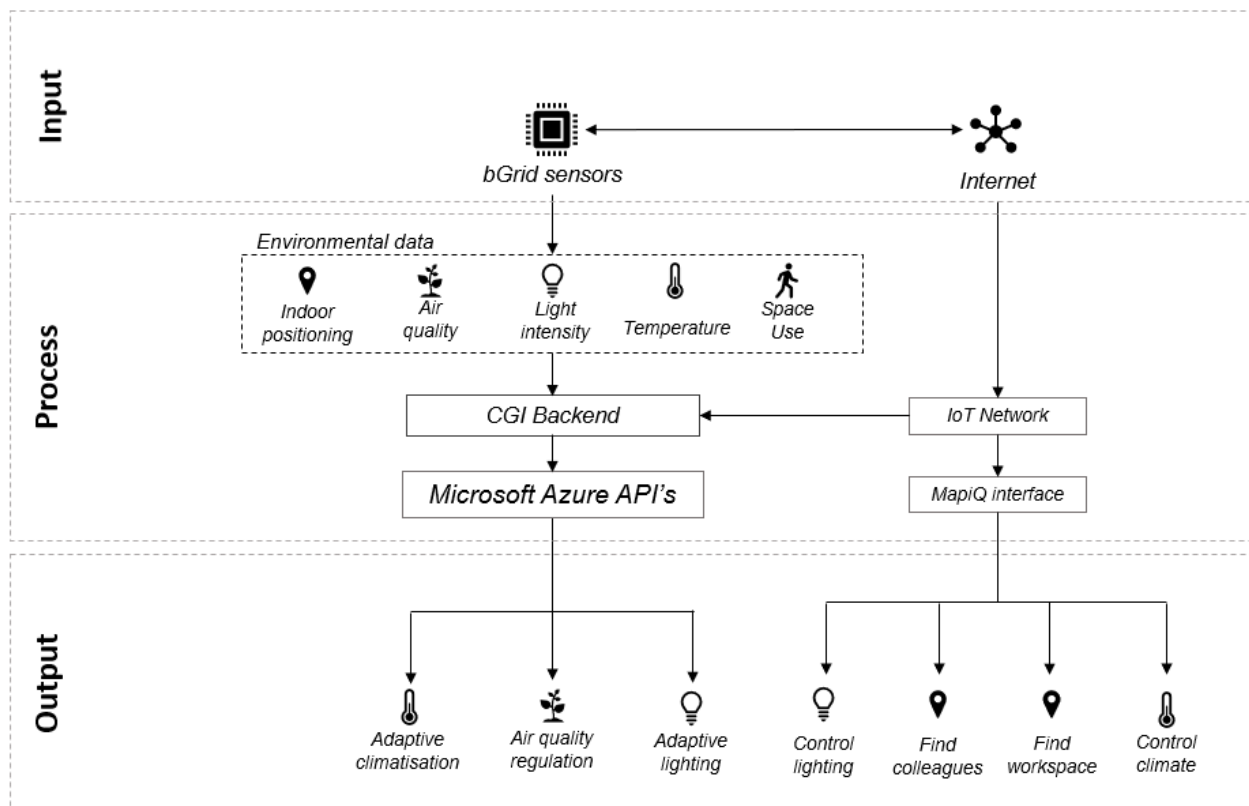 Input
bGrid sensors
Internet
Process
Environmental data
Indoor
positioning
Air
quality
Light
intensity
Temperature
Space
Use
CGI Backend
IoT Network
Microsoft Azure API's
MapiQ interface
Output
Adaptive
climatisation
Air quality
regulation
Adaptive
lighting
Control
lighting
Find
colleagues
Find
workspace
Control
climate